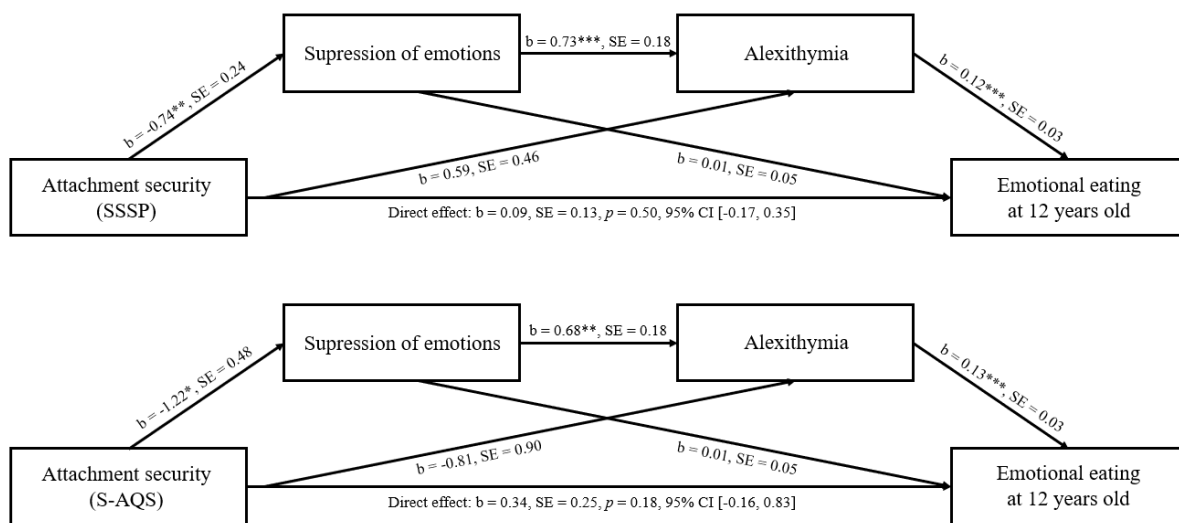 Supression of emotions
b = 0.73***, SE = 0.18
Alexithymia
b = -0.74**, SE = 0.24
b = 0.12***, SE = 0.03
Attachment security
(SSSP)
b = 0.59, SE = 0.46
b = 0.01, SE = 0.05
Direct effect: b = 0.09, SE = 0.13, p = 0.50, 95% CI [-0.17, 0.35]
Emotional eating
at 12 years old
Supression of emotions
b = 0.68**, SE = 0.18
Alexithymia
b = -1.22*, SE = 0.48
b = 0.13***, SE = 0.03
Attachment security
(S-AQS)
b = -0.81, SE = 0.90
b = 0.01, SE = 0.05
Direct effect: b = 0.34, SE = 0.25, p = 0.18, 95% CI [-0.16, 0.83]
Emotional eating
at 12 years old